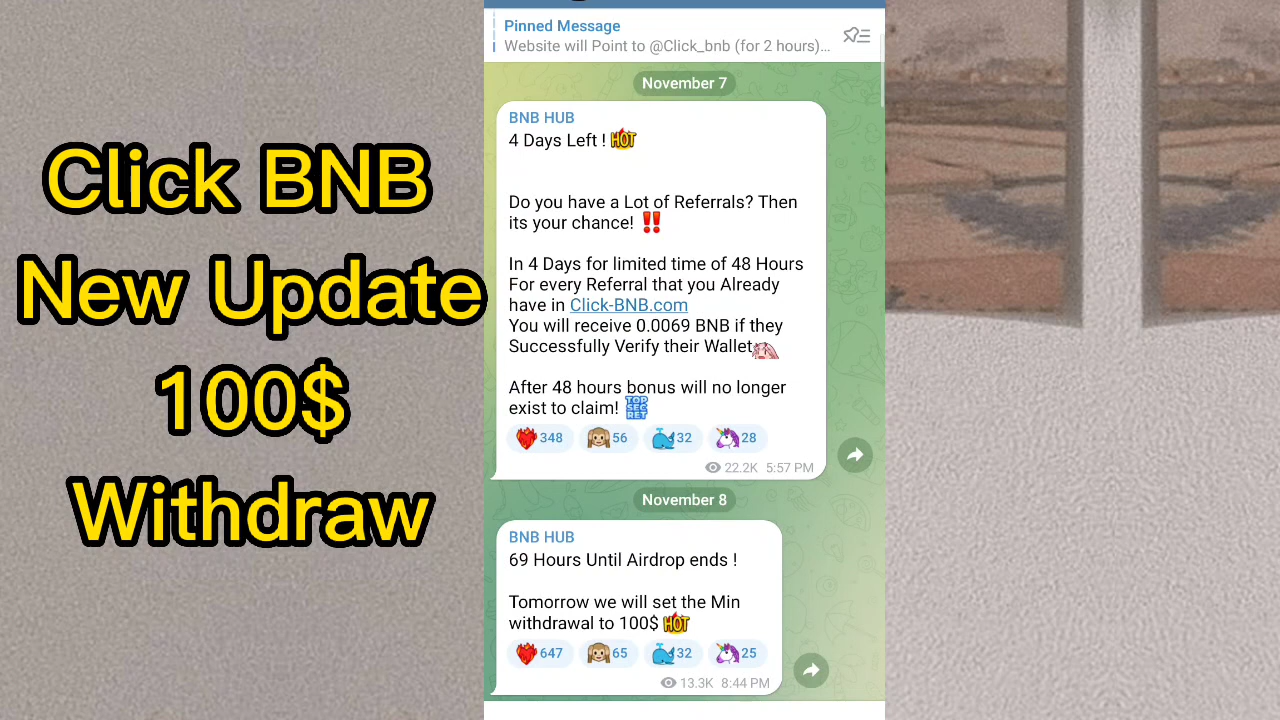 Click BNB
New Update
100$
Withdraw
Pinned Message
Website will Point to @Click_bnb (for 2 hours)...
November 7
BNB HUB
4 Days Left ! HOT
Do you have a Lot of Referrals? Then
its your chance! ‼️
In 4 Days for limited time of 48 Hours
For every Referral that you Already
have in Click-BNB.com
You will receive 0.0069 BNB if they
Successfully Verify their Wallet
After 48 hours bonus will no longer
exist to claim! TOP SECRET
348 56 32 28
22.2K 5:57 PM
November 8
BNB HUB
69 Hours Until Airdrop ends !
Tomorrow we will set the Min
withdrawal to 100$ HOT
647 65 32 25
13.3K 8:44 PM